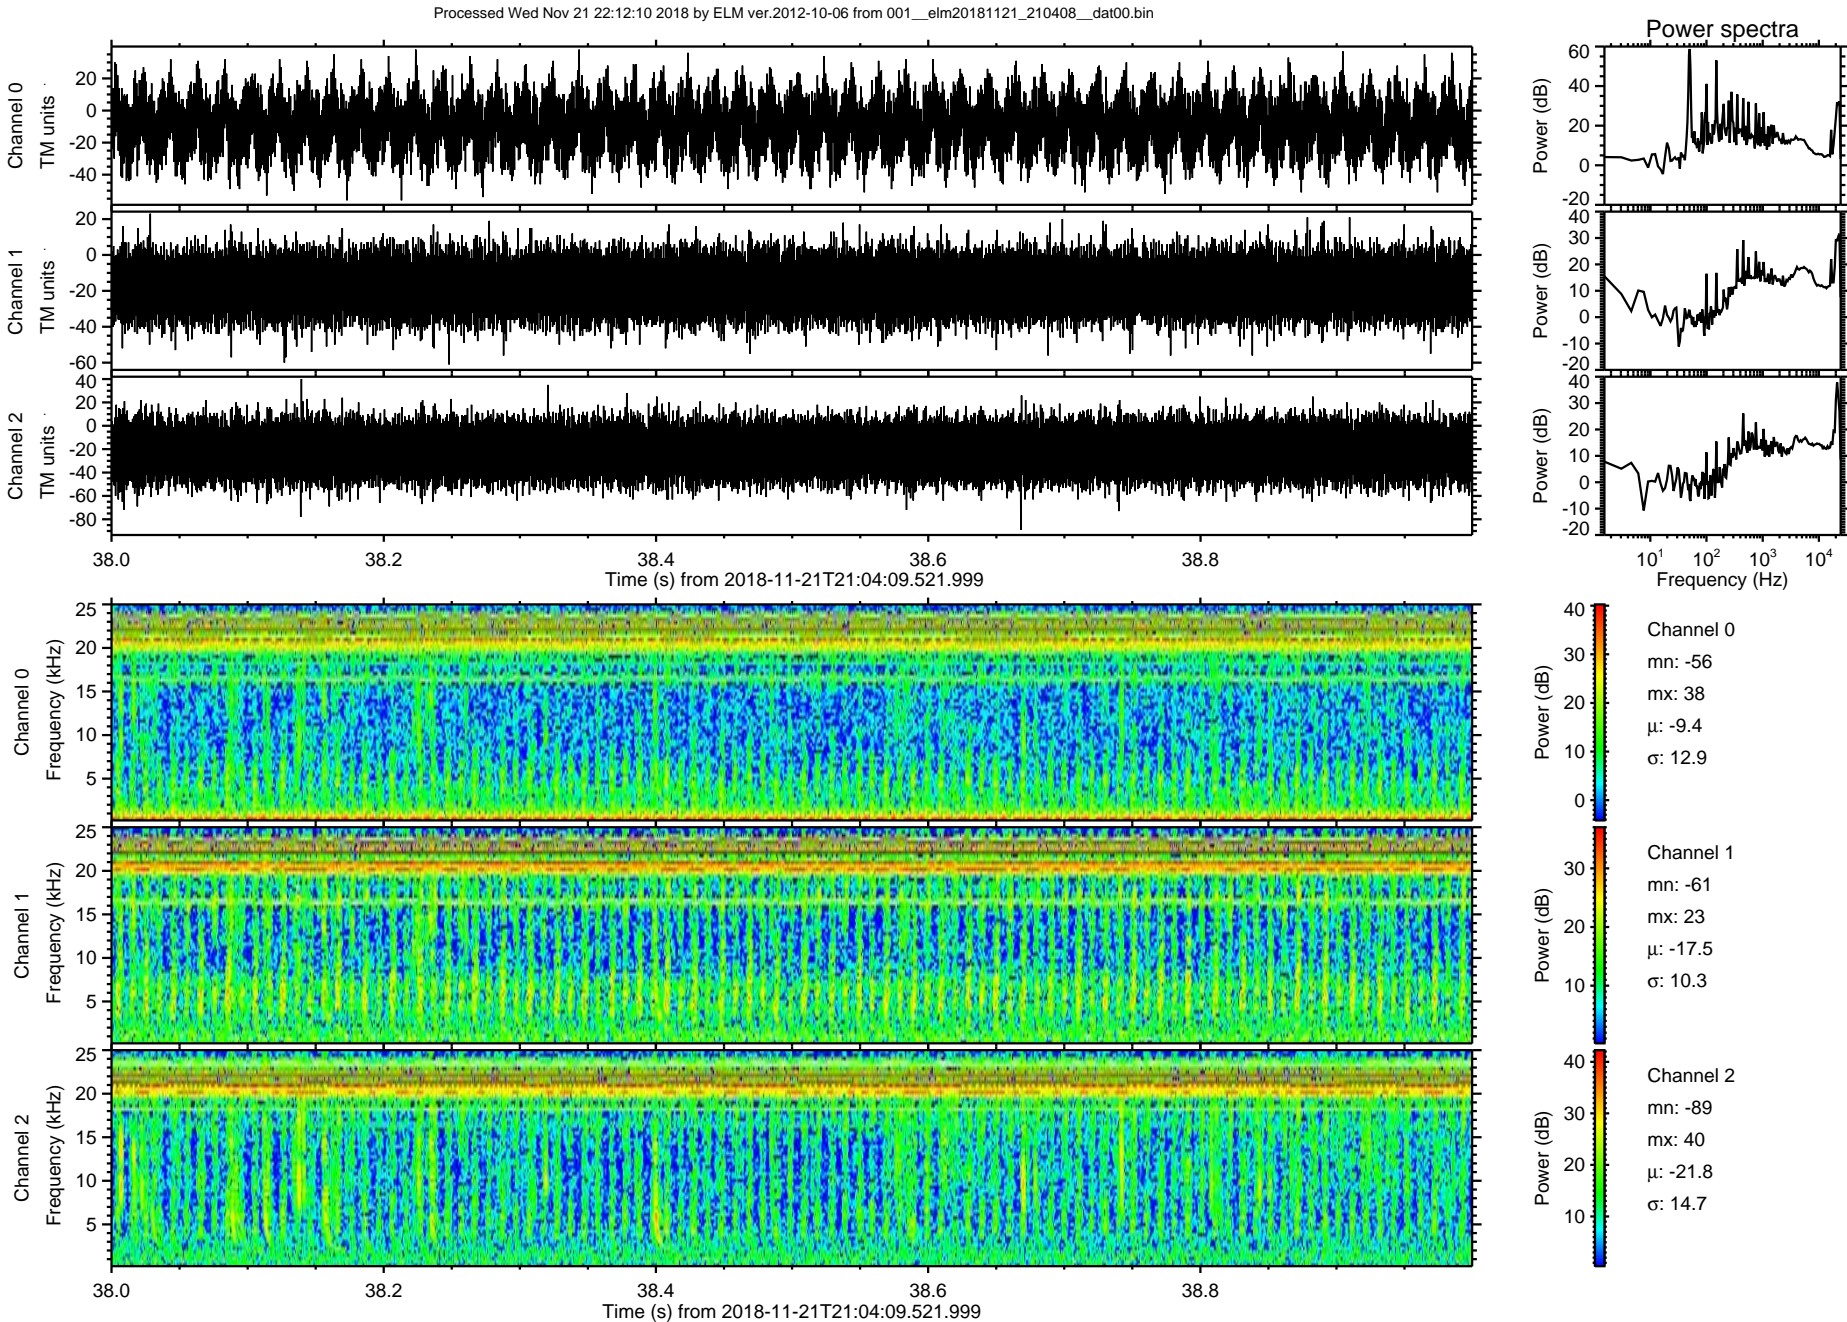 Processed Wed Nov 21 22:12:10 2018 by ELM ver.2012-10-06 from 001__elm20181121_210408__dat00.bin
Power spectra
Channel 0
TM units
20
0
-20
-40
Power (dB)
60
40
20
0
-20
Channel 1
TM units
20
0
-20
-40
-60
Power (dB)
40
30
20
10
0
-10
-20
Channel 2
TM units
40
20
0
-20
-40
-60
-80
Power (dB)
40
30
20
10
0
-10
-20
38.0 38.2 38.4 38.6 38.8
Time (s) from 2018-11-21T21:04:09.521.999
10¹ 10² 10³ 10⁴
Frequency (Hz)
Channel 0
Frequency (kHz)
25
20
15
10
5
Power (dB)
40
30
20
10
0
Channel 0
mn: -56
mx: 38
μ: -9.4
σ: 12.9
Channel 1
Frequency (kHz)
25
20
15
10
5
Power (dB)
30
20
10
Channel 1
mn: -61
mx: 23
μ: -17.5
σ: 10.3
Channel 2
Frequency (kHz)
25
20
15
10
5
Power (dB)
40
30
20
10
Channel 2
mn: -89
mx: 40
μ: -21.8
σ: 14.7
38.0 38.2 38.4 38.6 38.8
Time (s) from 2018-11-21T21:04:09.521.999